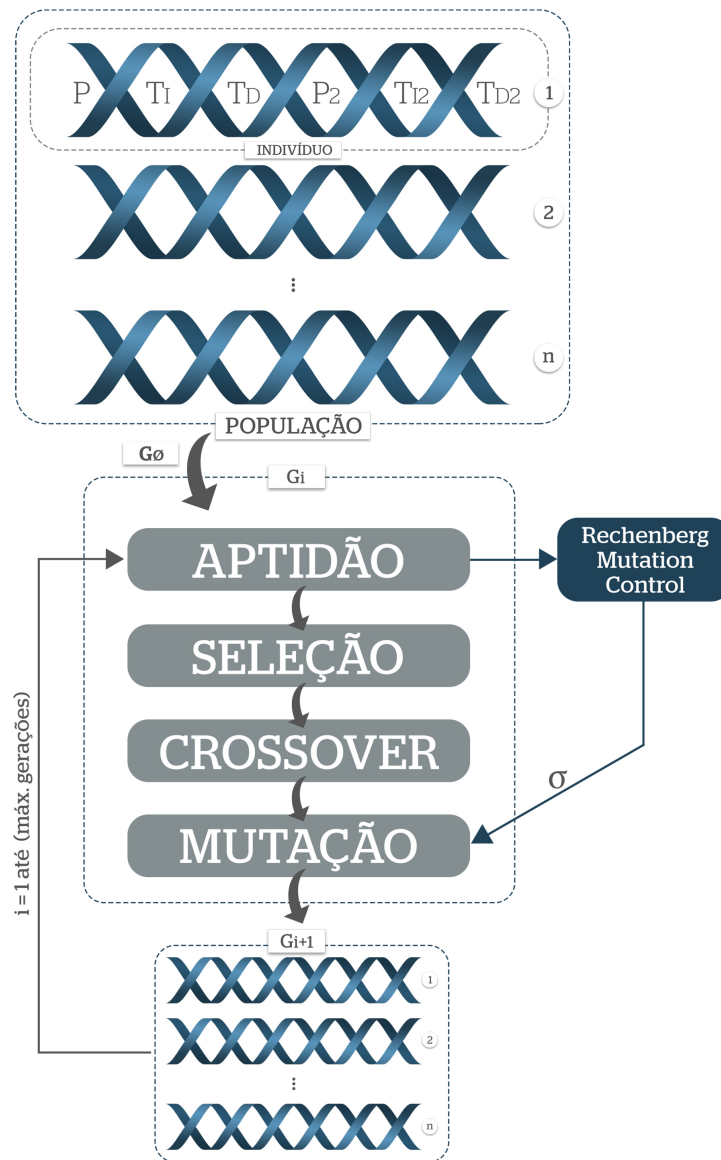 P TI TD P2 TI2 TD2 1
INDIVÍDUO
2
⋮
n
POPULAÇÃO
Gø
Gi
APTIDÃO
Rechenberg
Mutation
Control
SELEÇÃO
CROSSOVER
σ
MUTAÇÃO
i = 1 até (máx. gerações)
Gi+1
1
2
⋮
n